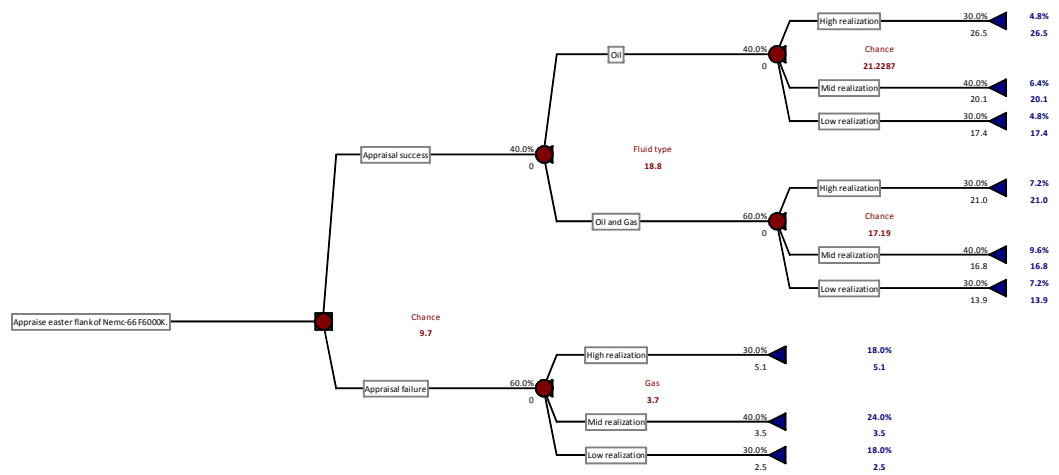 High realization 30.0% 4.8%
26.5 26.5
Oil 40.0% Chance
0 21.2287
Mid realization 40.0% 6.4%
20.1 20.1
Low realization 30.0% 4.8%
17.4 17.4
Appraisal success 40.0% Fluid type
0 18.8
High realization 30.0% 7.2%
21.0 21.0
Oil and Gas 60.0% Chance
0 17.19
Mid realization 40.0% 9.6%
16.8 16.8
Low realization 30.0% 7.2%
13.9 13.9
Appraise easter flank of Nemc-66 F6000K. Chance
9.7
High realization 30.0% 18.0%
5.1 5.1
Appraisal failure 60.0% Gas
0 3.7
Mid realization 40.0% 24.0%
3.5 3.5
Low realization 30.0% 18.0%
2.5 2.5